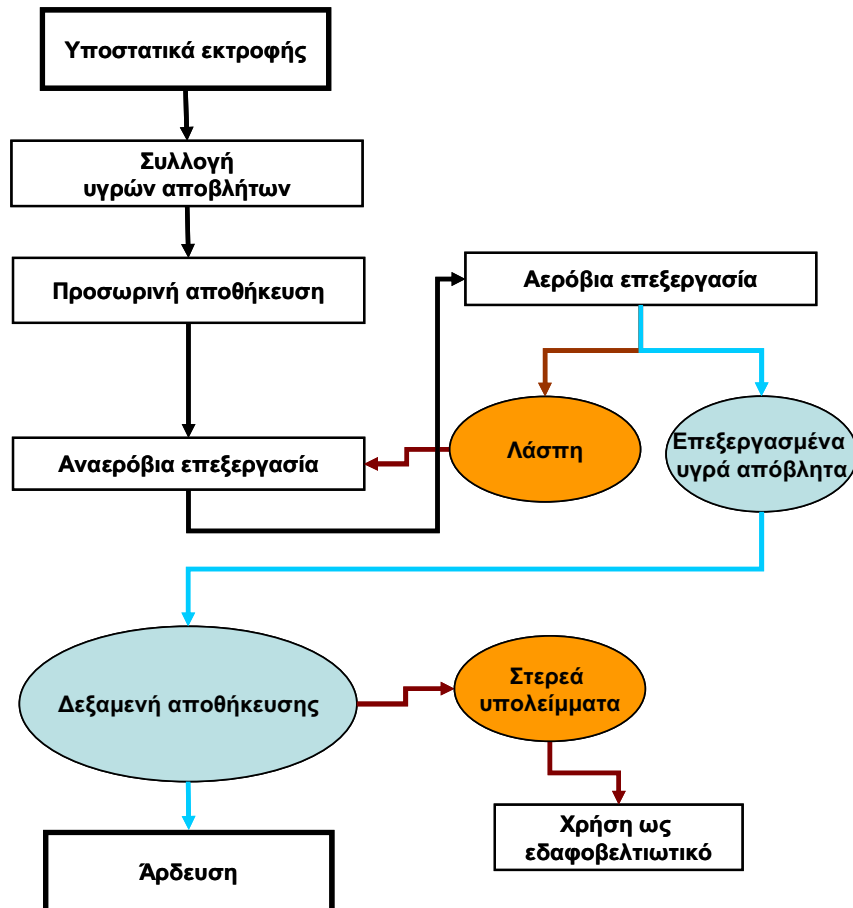 Υποστατικά εκτροφής
Συλλογή
υγρών αποβλήτων
Προσωρινή αποθήκευση
Αερόβια επεξεργασία
Αναερόβια επεξεργασία
Λάσπη
Επεξεργασμένα
υγρά απόβλητα
Δεξαμενή αποθήκευσης
Στερεά
υπολείμματα
Χρήση ως
εδαφοβελτιωτικό
Άρδευση